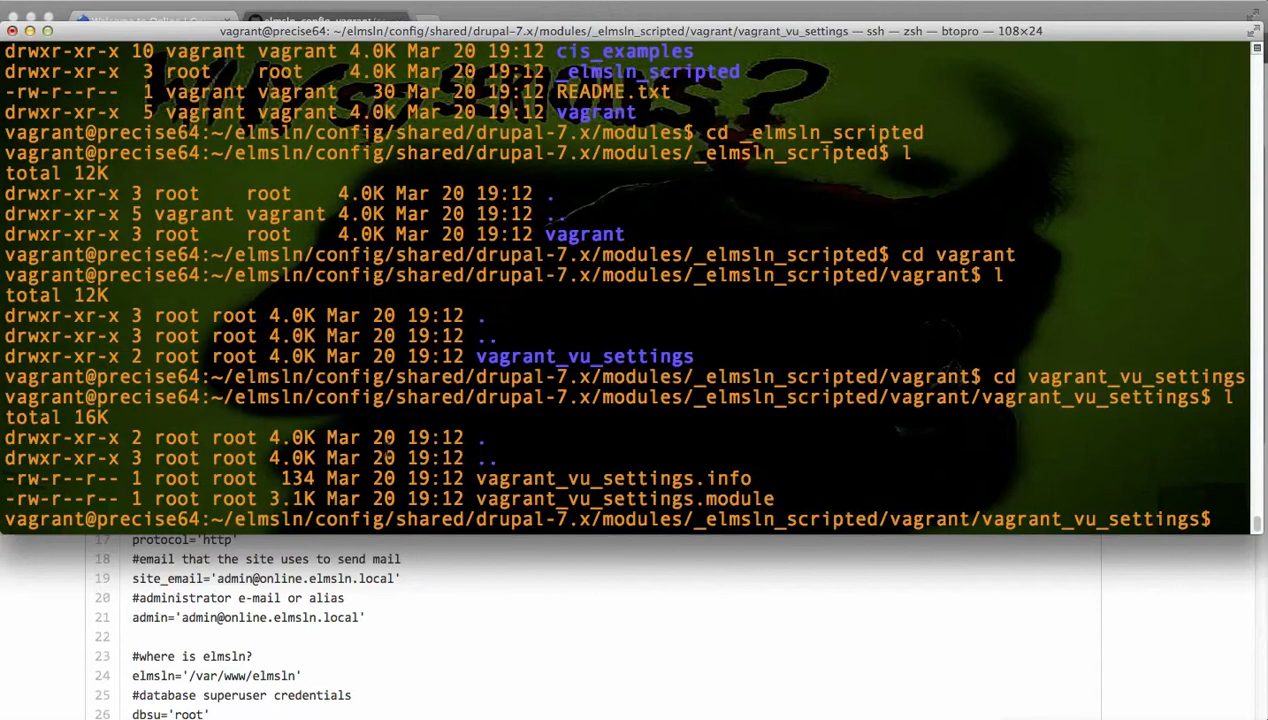 Welcome to Online | Co
elmsln_config_vagrant/sc
vagrant@precise64: ~/elmsln/config/shared/drupal-7.x/modules/_elmsln_scripted/vagrant/vagrant_vu_settings — ssh — zsh — btopro — 108×24
drwxr-xr-x 10 vagrant vagrant 4.0K Mar 20 19:12 cis_examples
drwxr-xr-x  3 root    root    4.0K Mar 20 19:12 _elmsln_scripted
-rw-r--r--  1 vagrant vagrant   30 Mar 20 19:12 README.txt
drwxr-xr-x  5 vagrant vagrant 4.0K Mar 20 19:12 vagrant
vagrant@precise64:~/elmsln/config/shared/drupal-7.x/modules$ cd _elmsln_scripted
vagrant@precise64:~/elmsln/config/shared/drupal-7.x/modules/_elmsln_scripted$ l
total 12K
drwxr-xr-x 3 root    root    4.0K Mar 20 19:12 .
drwxr-xr-x 5 vagrant vagrant 4.0K Mar 20 19:12 ..
drwxr-xr-x 3 root    root    4.0K Mar 20 19:12 vagrant
vagrant@precise64:~/elmsln/config/shared/drupal-7.x/modules/_elmsln_scripted$ cd vagrant
vagrant@precise64:~/elmsln/config/shared/drupal-7.x/modules/_elmsln_scripted/vagrant$ l
total 12K
drwxr-xr-x 3 root root 4.0K Mar 20 19:12 .
drwxr-xr-x 3 root root 4.0K Mar 20 19:12 ..
drwxr-xr-x 2 root root 4.0K Mar 20 19:12 vagrant_vu_settings
vagrant@precise64:~/elmsln/config/shared/drupal-7.x/modules/_elmsln_scripted/vagrant$ cd vagrant_vu_settings
vagrant@precise64:~/elmsln/config/shared/drupal-7.x/modules/_elmsln_scripted/vagrant/vagrant_vu_settings$ l
total 16K
drwxr-xr-x 2 root root 4.0K Mar 20 19:12 .
drwxr-xr-x 3 root root 4.0K Mar 20 19:12 ..
-rw-r--r-- 1 root root  134 Mar 20 19:12 vagrant_vu_settings.info
-rw-r--r-- 1 root root 3.1K Mar 20 19:12 vagrant_vu_settings.module
vagrant@precise64:~/elmsln/config/shared/drupal-7.x/modules/_elmsln_scripted/vagrant/vagrant_vu_settings$
17 protocol='http'
18 #email that the site uses to send mail
19 site_email='admin@online.elmsln.local'
20 #administrator e-mail or alias
21 admin='admin@online.elmsln.local'
22
23 #where is elmsln?
24 elmsln='/var/www/elmsln'
25 #database superuser credentials
26 dbsu='root'